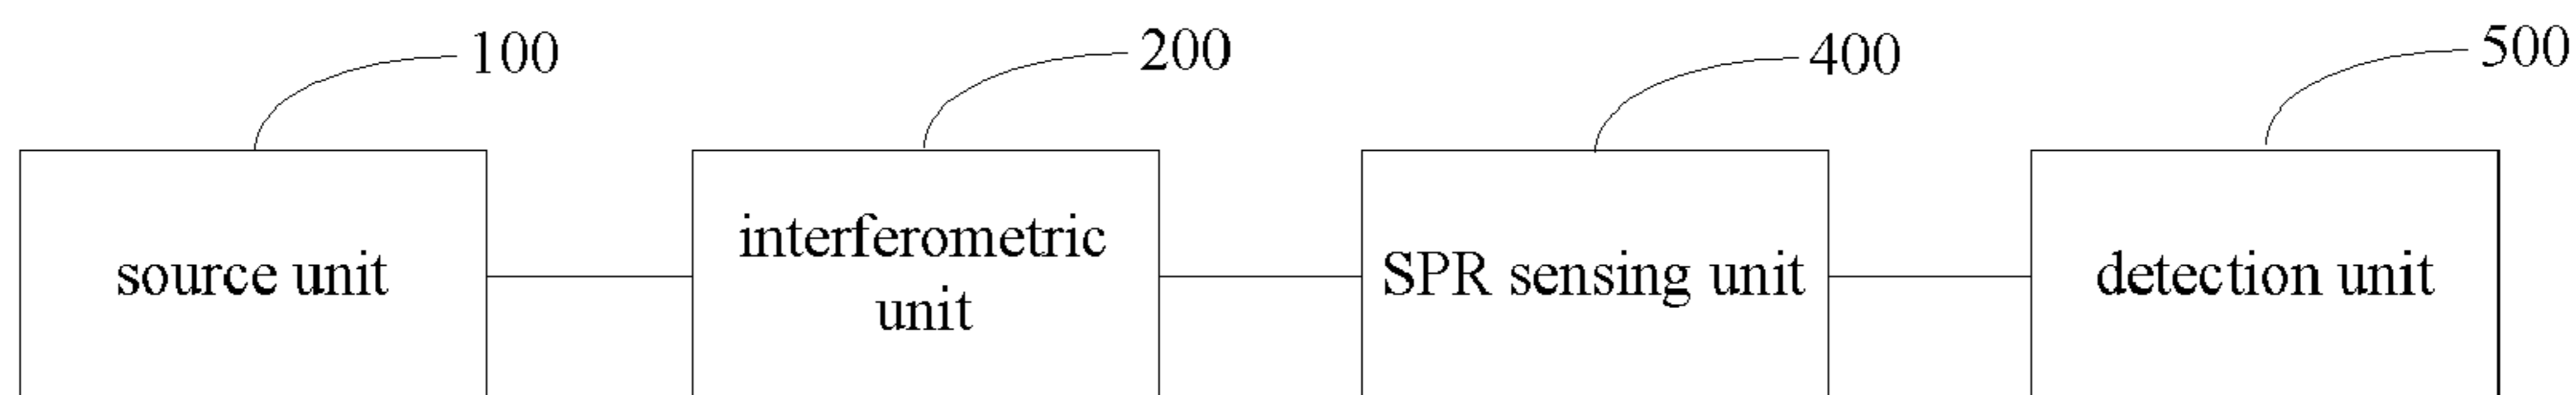 100
200
400
500
source unit
interferometric
unit
SPR sensing unit
detection unit